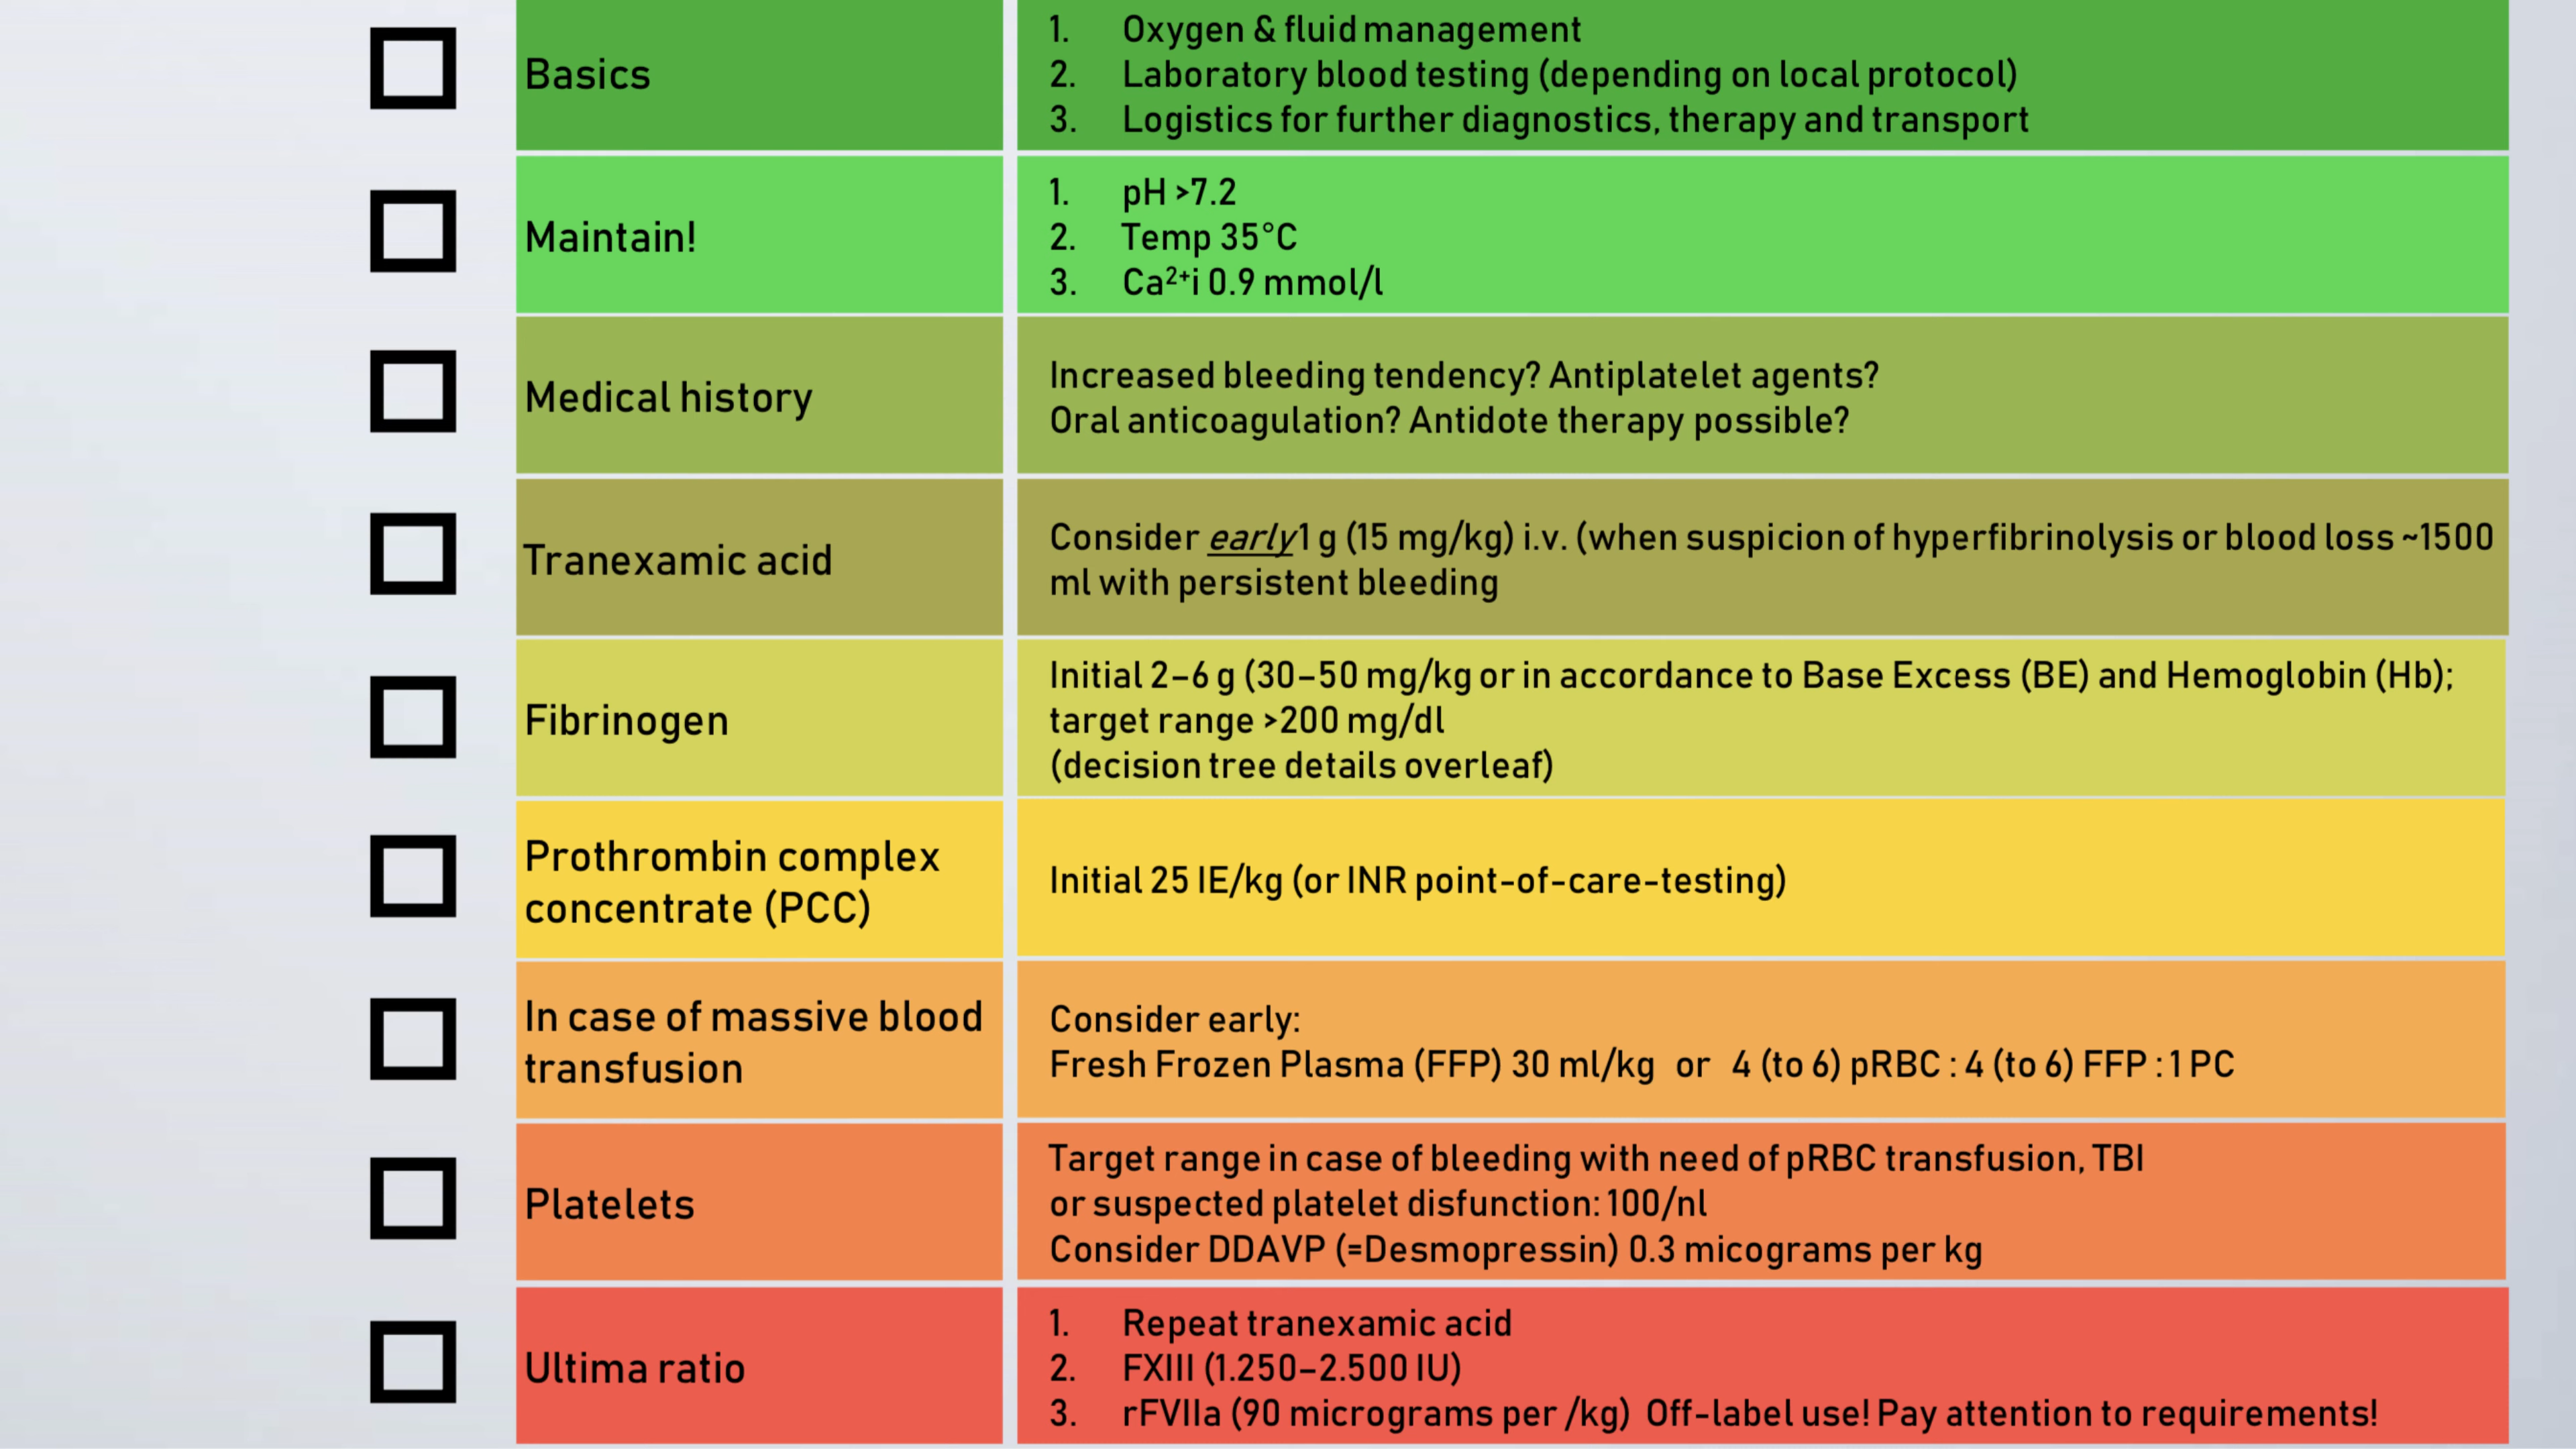 Basics
1. Oxygen & fluid management
2. Laboratory blood testing (depending on local protocol)
3. Logistics for further diagnostics, therapy and transport
Maintain!
1. pH >7.2
2. Temp 35°C
3. Ca²⁺i 0.9 mmol/l
Medical history
Increased bleeding tendency? Antiplatelet agents?
Oral anticoagulation? Antidote therapy possible?
Tranexamic acid
Consider early 1 g (15 mg/kg) i.v. (when suspicion of hyperfibrinolysis or blood loss ~1500
ml with persistent bleeding
Fibrinogen
Initial 2–6 g (30–50 mg/kg or in accordance to Base Excess (BE) and Hemoglobin (Hb);
target range >200 mg/dl
(decision tree details overleaf)
Prothrombin complex
concentrate (PCC)
Initial 25 IE/kg (or INR point-of-care-testing)
In case of massive blood
transfusion
Consider early:
Fresh Frozen Plasma (FFP) 30 ml/kg or 4 (to 6) pRBC : 4 (to 6) FFP : 1 PC
Platelets
Target range in case of bleeding with need of pRBC transfusion, TBI
or suspected platelet disfunction: 100/nl
Consider DDAVP (=Desmopressin) 0.3 micograms per kg
Ultima ratio
1. Repeat tranexamic acid
2. FXIII (1.250–2.500 IU)
3. rFVIIa (90 micrograms per /kg) Off-label use! Pay attention to requirements!